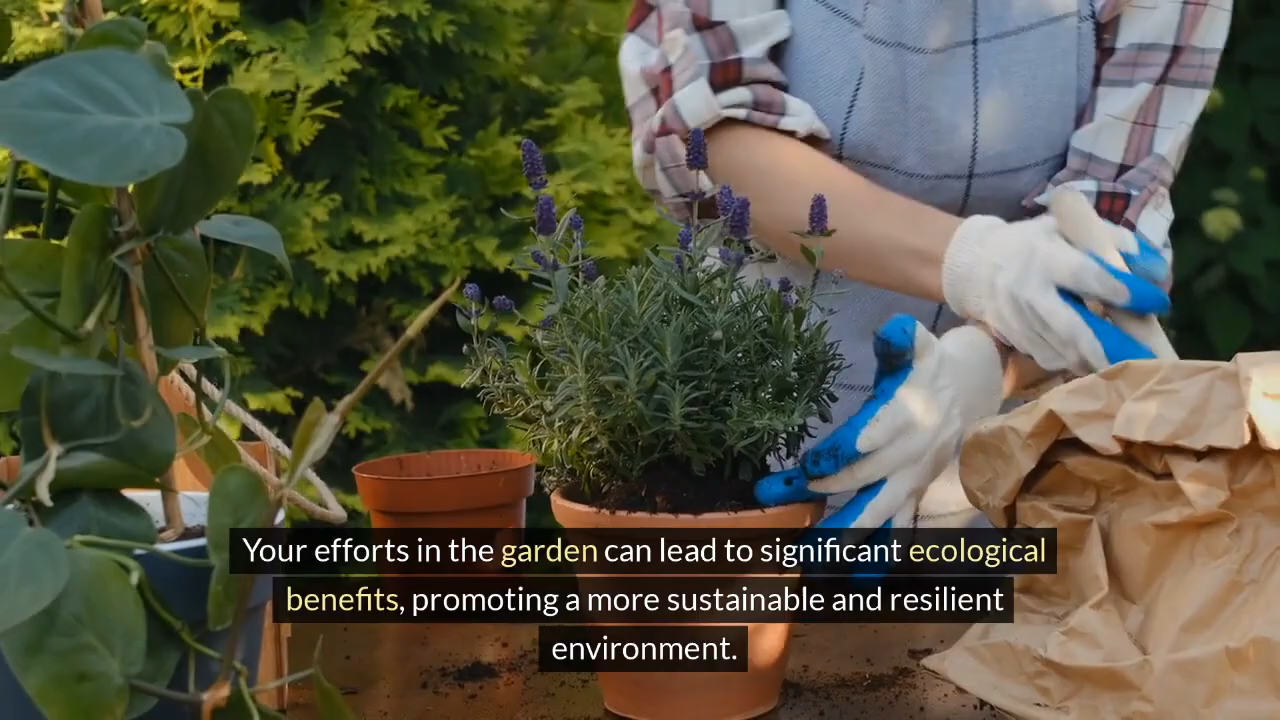 Your efforts in the garden can lead to significant ecological
benefits, promoting a more sustainable and resilient
environment.